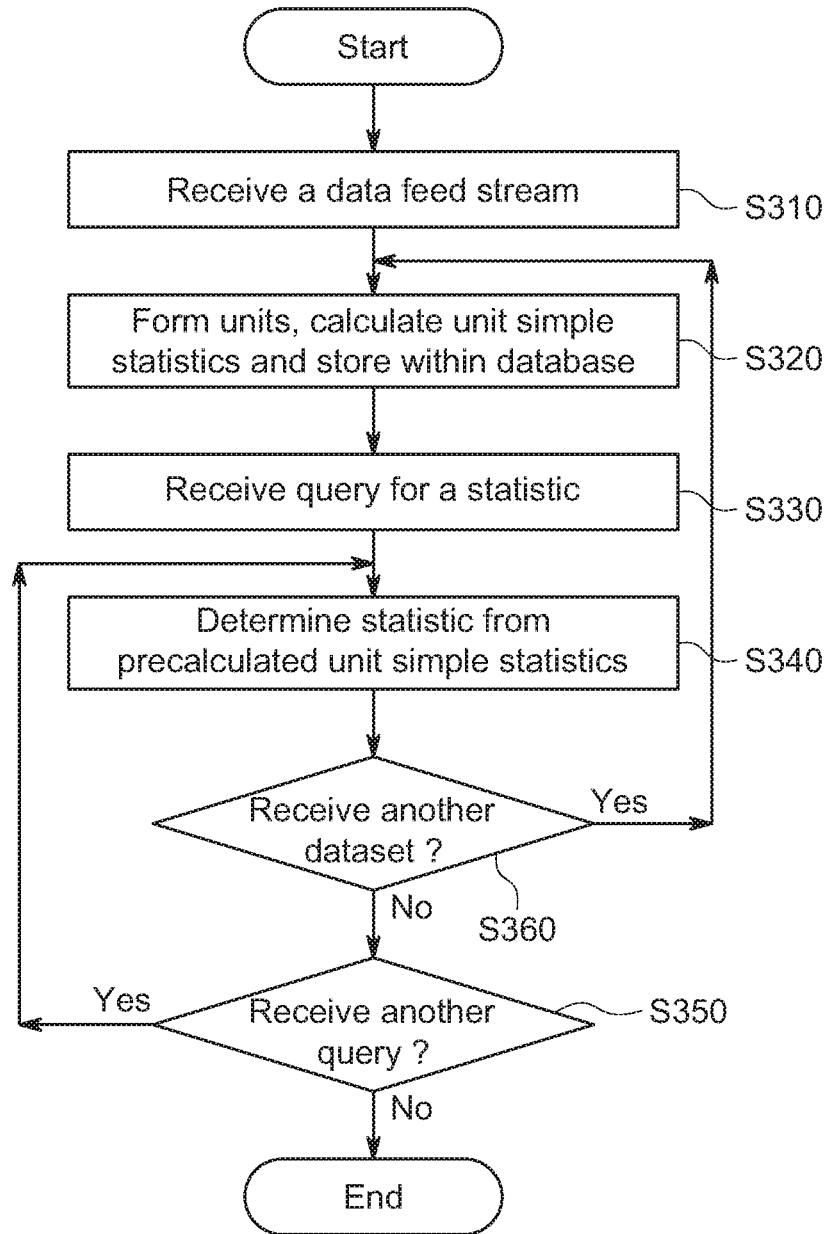 Start
Receive a data feed stream
S310
Form units, calculate unit simple
statistics and store within database
S320
Receive query for a statistic
S330
Determine statistic from
precalculated unit simple statistics
S340
Receive another
dataset ?
Yes
No
S360
Receive another
query ?
Yes
S350
No
End